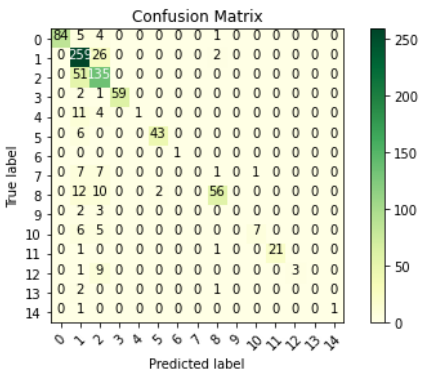 Confusion Matrix
0 84 5 4 0 0 0 0 0 1 0 0 0 0 0 0
1 0 259 26 0 0 0 0 0 2 0 0 0 0 0 0
2 0 51 135 0 0 0 0 0 0 0 0 0 0 0 0
3 0 2 1 59 0 0 0 0 0 0 0 0 0 0 0
4 0 11 4 0 1 0 0 0 0 0 0 0 0 0 0
5 0 6 0 0 0 43 0 0 0 0 0 0 0 0 0
6 0 0 0 0 0 0 1 0 0 0 0 0 0 0 0
7 0 7 7 0 0 0 0 0 1 0 1 0 0 0 0
8 0 12 10 0 0 2 0 0 56 0 0 0 0 0 0
9 0 2 3 0 0 0 0 0 0 0 0 0 0 0 0
10 0 6 5 0 0 0 0 0 0 0 7 0 0 0 0
11 0 1 0 0 0 0 0 0 1 0 0 21 0 0 0
12 0 1 9 0 0 0 0 0 0 0 0 0 3 0 0
13 0 2 0 0 0 0 0 0 1 0 0 0 0 0 0
14 0 1 0 0 0 0 0 0 0 0 0 0 0 0 1
0 1 2 3 4 5 6 7 8 9 10 11 12 13 14
True label
Predicted label
250
200
150
100
50
0